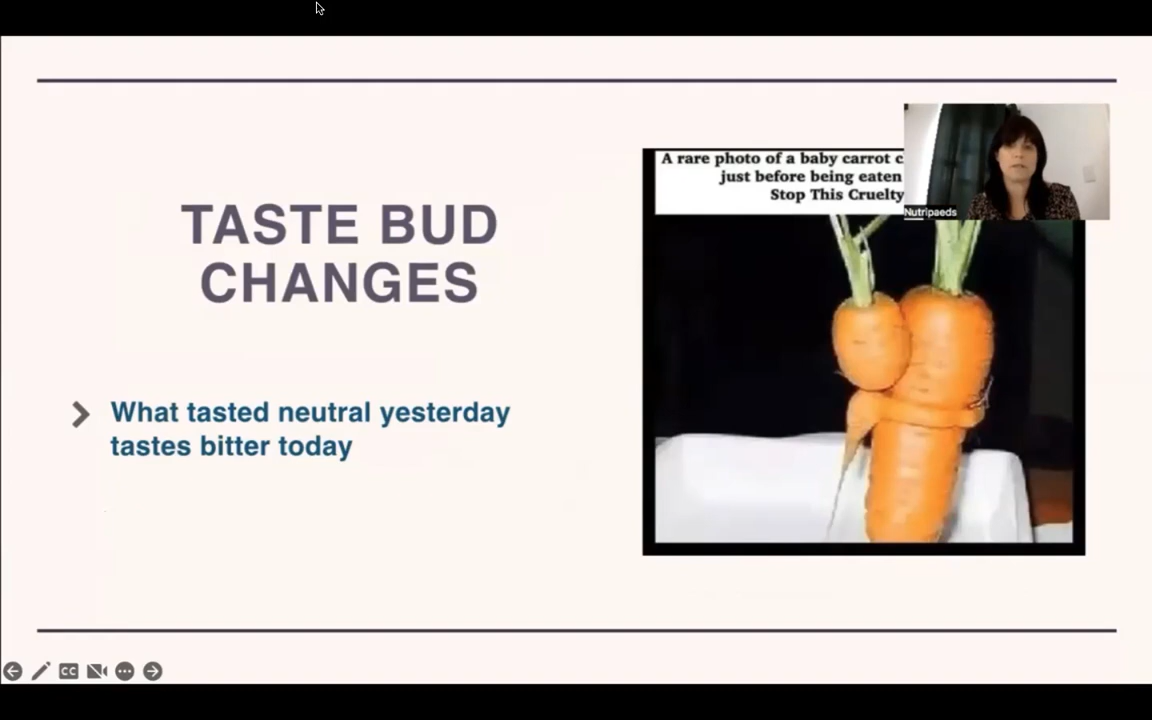 TASTE BUD
CHANGES
What tasted neutral yesterday
tastes bitter today
A rare photo of a baby carrot c
just before being eaten
Stop This Cruelty
Nutripaeds
CC